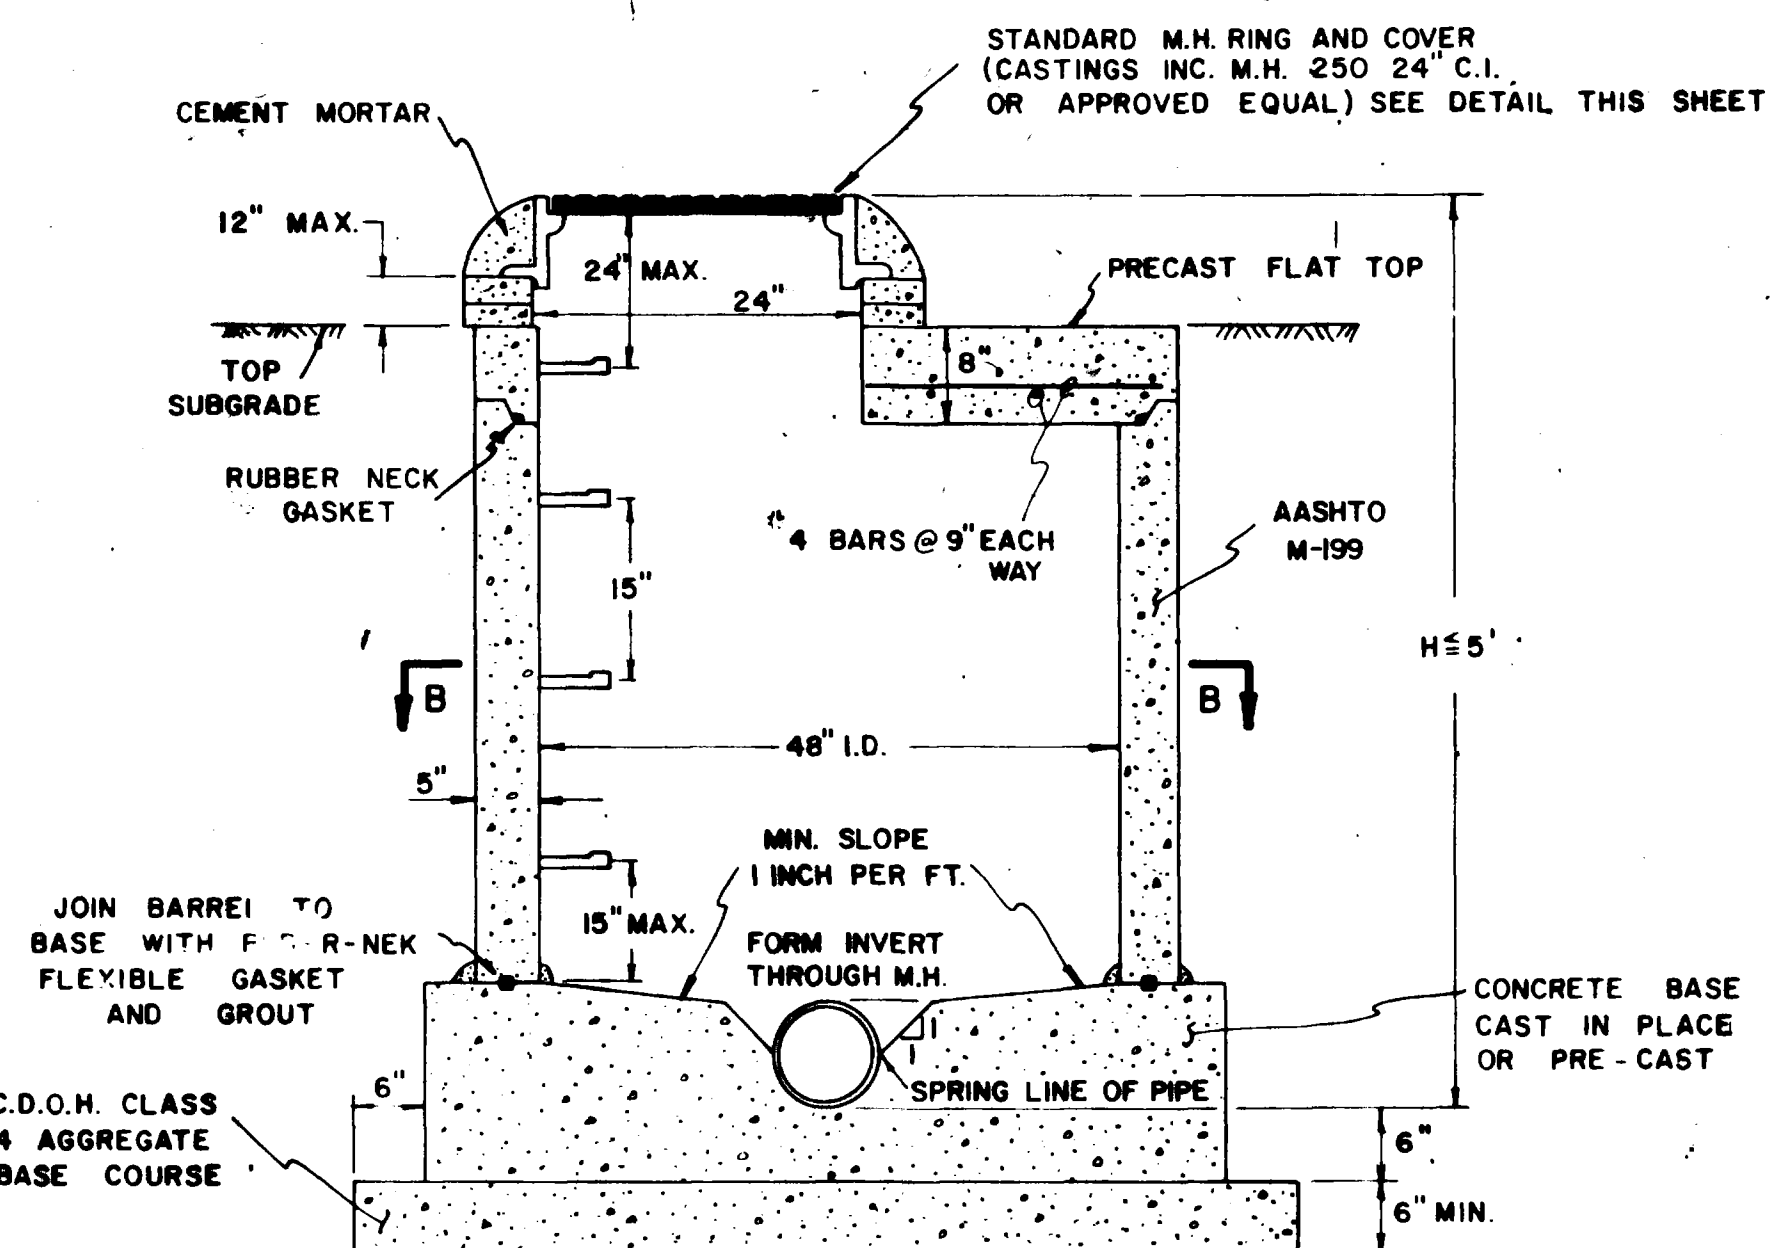 STANDARD M.H. RING AND COVER
(CASTINGS INC. M.H. 250 24" C.I.
OR APPROVED EQUAL) SEE DETAIL THIS SHEET
CEMENT MORTAR
12" MAX.
24" MAX.
24"
PRECAST FLAT TOP
TOP
SUBGRADE
8"
RUBBER NECK
GASKET
4 BARS @ 9" EACH
WAY
AASHTO
M-199
15"
H≦5'
B
B
48" I.D.
5"
MIN. SLOPE
1 INCH PER FT.
15" MAX.
JOIN BARREL TO
BASE WITH R-NEK
FLEXIBLE GASKET
AND GROUT
FORM INVERT
THROUGH M.H.
1
1
CONCRETE BASE
CAST IN PLACE
OR PRE-CAST
SPRING LINE OF PIPE
6"
C.D.O.H. CLASS
4 AGGREGATE
BASE COURSE
6"
6" MIN.